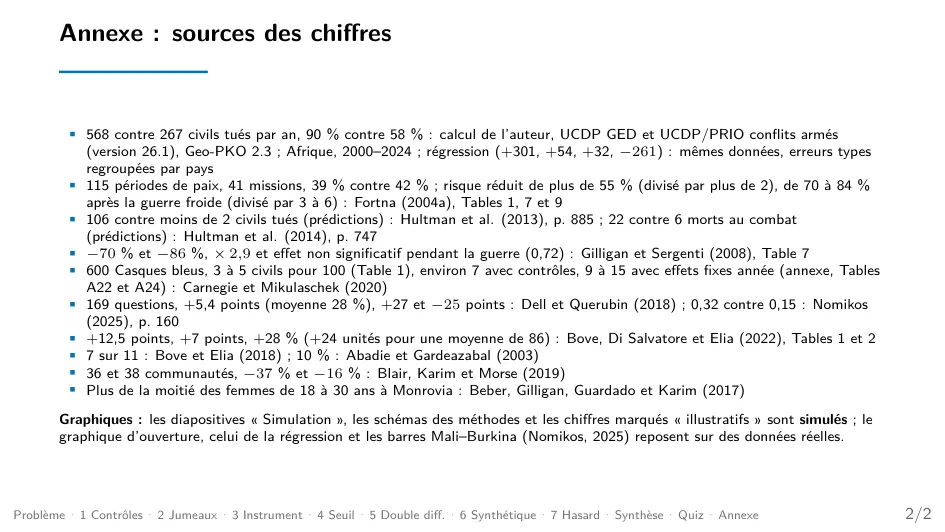 Annexe : sources des chiffres
▪ 568 contre 267 civils tués par an, 90 % contre 58 % : calcul de l'auteur, UCDP GED et UCDP/PRIO conflits armés
(version 26.1), Geo-PKO 2.3 ; Afrique, 2000–2024 ; régression (+301, +54, +32, −261) : mêmes données, erreurs types
regroupées par pays
▪ 115 périodes de paix, 41 missions, 39 % contre 42 % ; risque réduit de plus de 55 % (divisé par plus de 2), de 70 à 84 %
après la guerre froide (divisé par 3 à 6) : Fortna (2004a), Tables 1, 7 et 9
▪ 106 contre moins de 2 civils tués (prédictions) : Hultman et al. (2013), p. 885 ; 22 contre 6 morts au combat
(prédictions) : Hultman et al. (2014), p. 747
▪ −70 % et −86 %, × 2,9 et effet non significatif pendant la guerre (0,72) : Gilligan et Sergenti (2008), Table 7
▪ 600 Casques bleus, 3 à 5 civils pour 100 (Table 1), environ 7 avec contrôles, 9 à 15 avec effets fixes année (annexe, Tables
A22 et A24) : Carnegie et Mikulaschek (2020)
▪ 169 questions, +5,4 points (moyenne 28 %), +27 et −25 points : Dell et Querubin (2018) ; 0,32 contre 0,15 : Nomikos
(2025), p. 160
▪ +12,5 points, +7 points, +28 % (+24 unités pour une moyenne de 86) : Bove, Di Salvatore et Elia (2022), Tables 1 et 2
▪ 7 sur 11 : Bove et Elia (2018) ; 10 % : Abadie et Gardeazabal (2003)
▪ 36 et 38 communautés, −37 % et −16 % : Blair, Karim et Morse (2019)
▪ Plus de la moitié des femmes de 18 à 30 ans à Monrovia : Beber, Gilligan, Guardado et Karim (2017)
Graphiques : les diapositives « Simulation », les schémas des méthodes et les chiffres marqués « illustratifs » sont simulés ; le
graphique d'ouverture, celui de la régression et les barres Mali–Burkina (Nomikos, 2025) reposent sur des données réelles.
Problème · 1 Contrôles · 2 Jumeaux · 3 Instrument · 4 Seuil · 5 Double diff. · 6 Synthétique · 7 Hasard · Synthèse · Quiz · Annexe
2/2